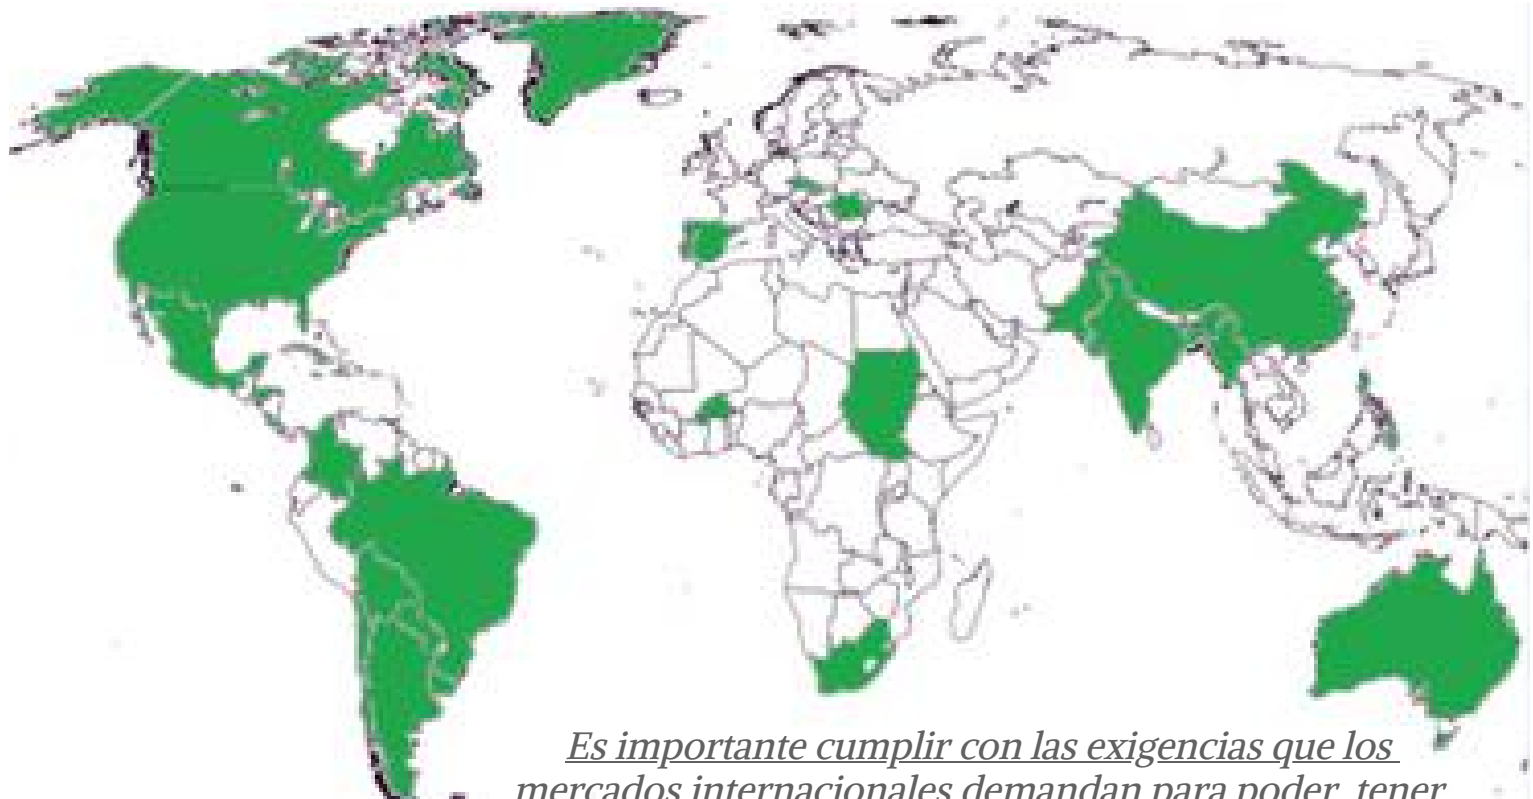 Es importante cumplir con las exigencias que los
mercados internacionales demandan para poder tener